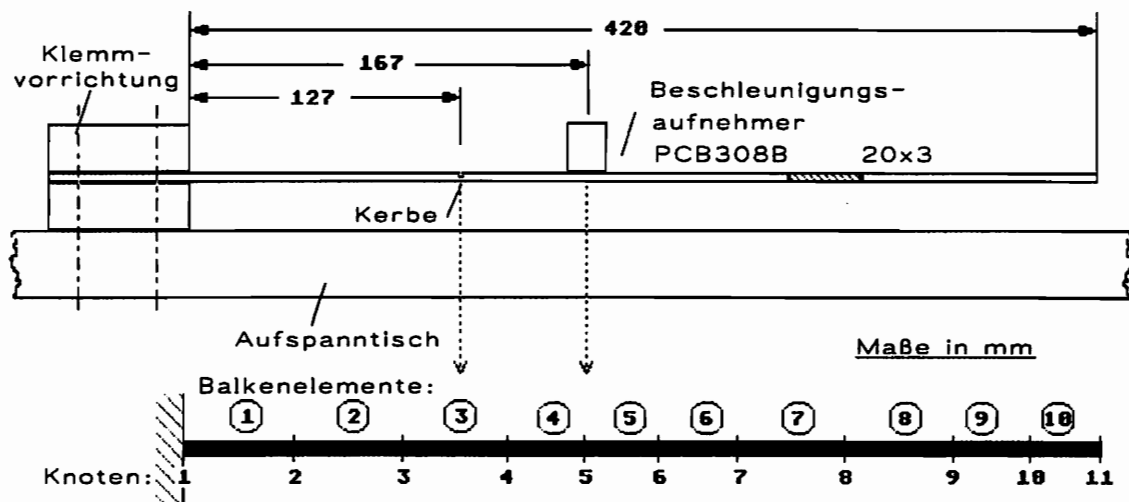 420
Klemm-
vorrichtung
167
127
Beschleunigungs-
aufnehmer
PCB308B 20x3
Kerbe
Aufspanntisch
Maße in mm
Balkenelemente:
1 2 3 4 5 6 7 8 9 10
Knoten: 1 2 3 4 5 6 7 8 9 10 11